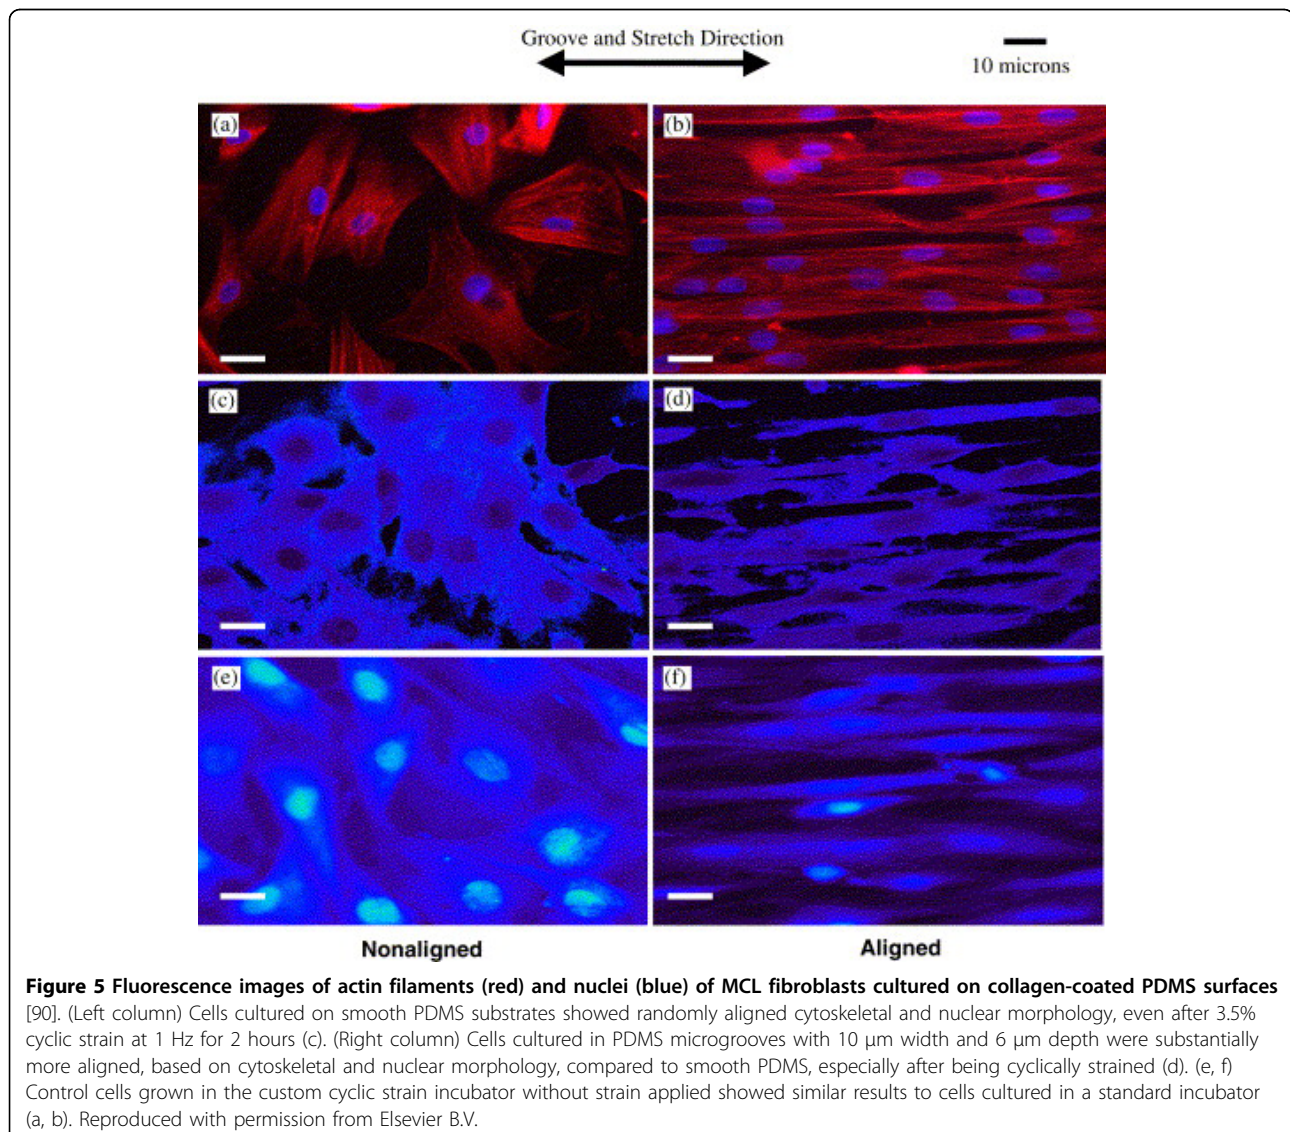 Groove and Stretch Direction
10 microns
(a)
(b)
(c)
(d)
(e)
(f)
Nonaligned
Aligned
Figure 5 Fluorescence images of actin filaments (red) and nuclei (blue) of MCL fibroblasts cultured on collagen-coated PDMS surfaces
[90]. (Left column) Cells cultured on smooth PDMS substrates showed randomly aligned cytoskeletal and nuclear morphology, even after 3.5%
cyclic strain at 1 Hz for 2 hours (c). (Right column) Cells cultured in PDMS microgrooves with 10 μm width and 6 μm depth were substantially
more aligned, based on cytoskeletal and nuclear morphology, compared to smooth PDMS, especially after being cyclically strained (d). (e, f)
Control cells grown in the custom cyclic strain incubator without strain applied showed similar results to cells cultured in a standard incubator
(a, b). Reproduced with permission from Elsevier B.V.